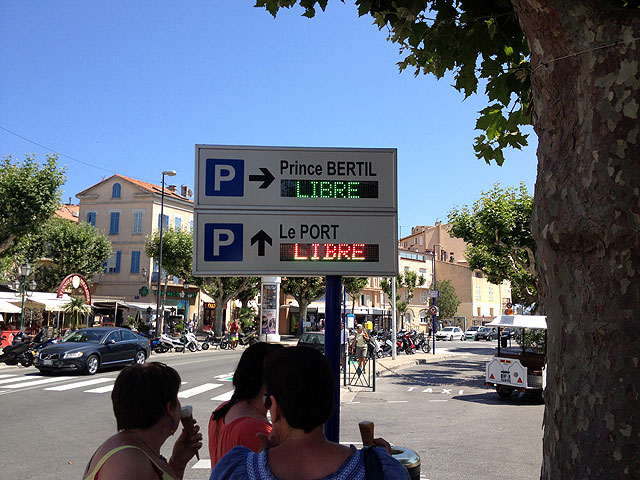 P → Prince BERTIL
LIBRE
P ↑ Le PORT
LIBRE